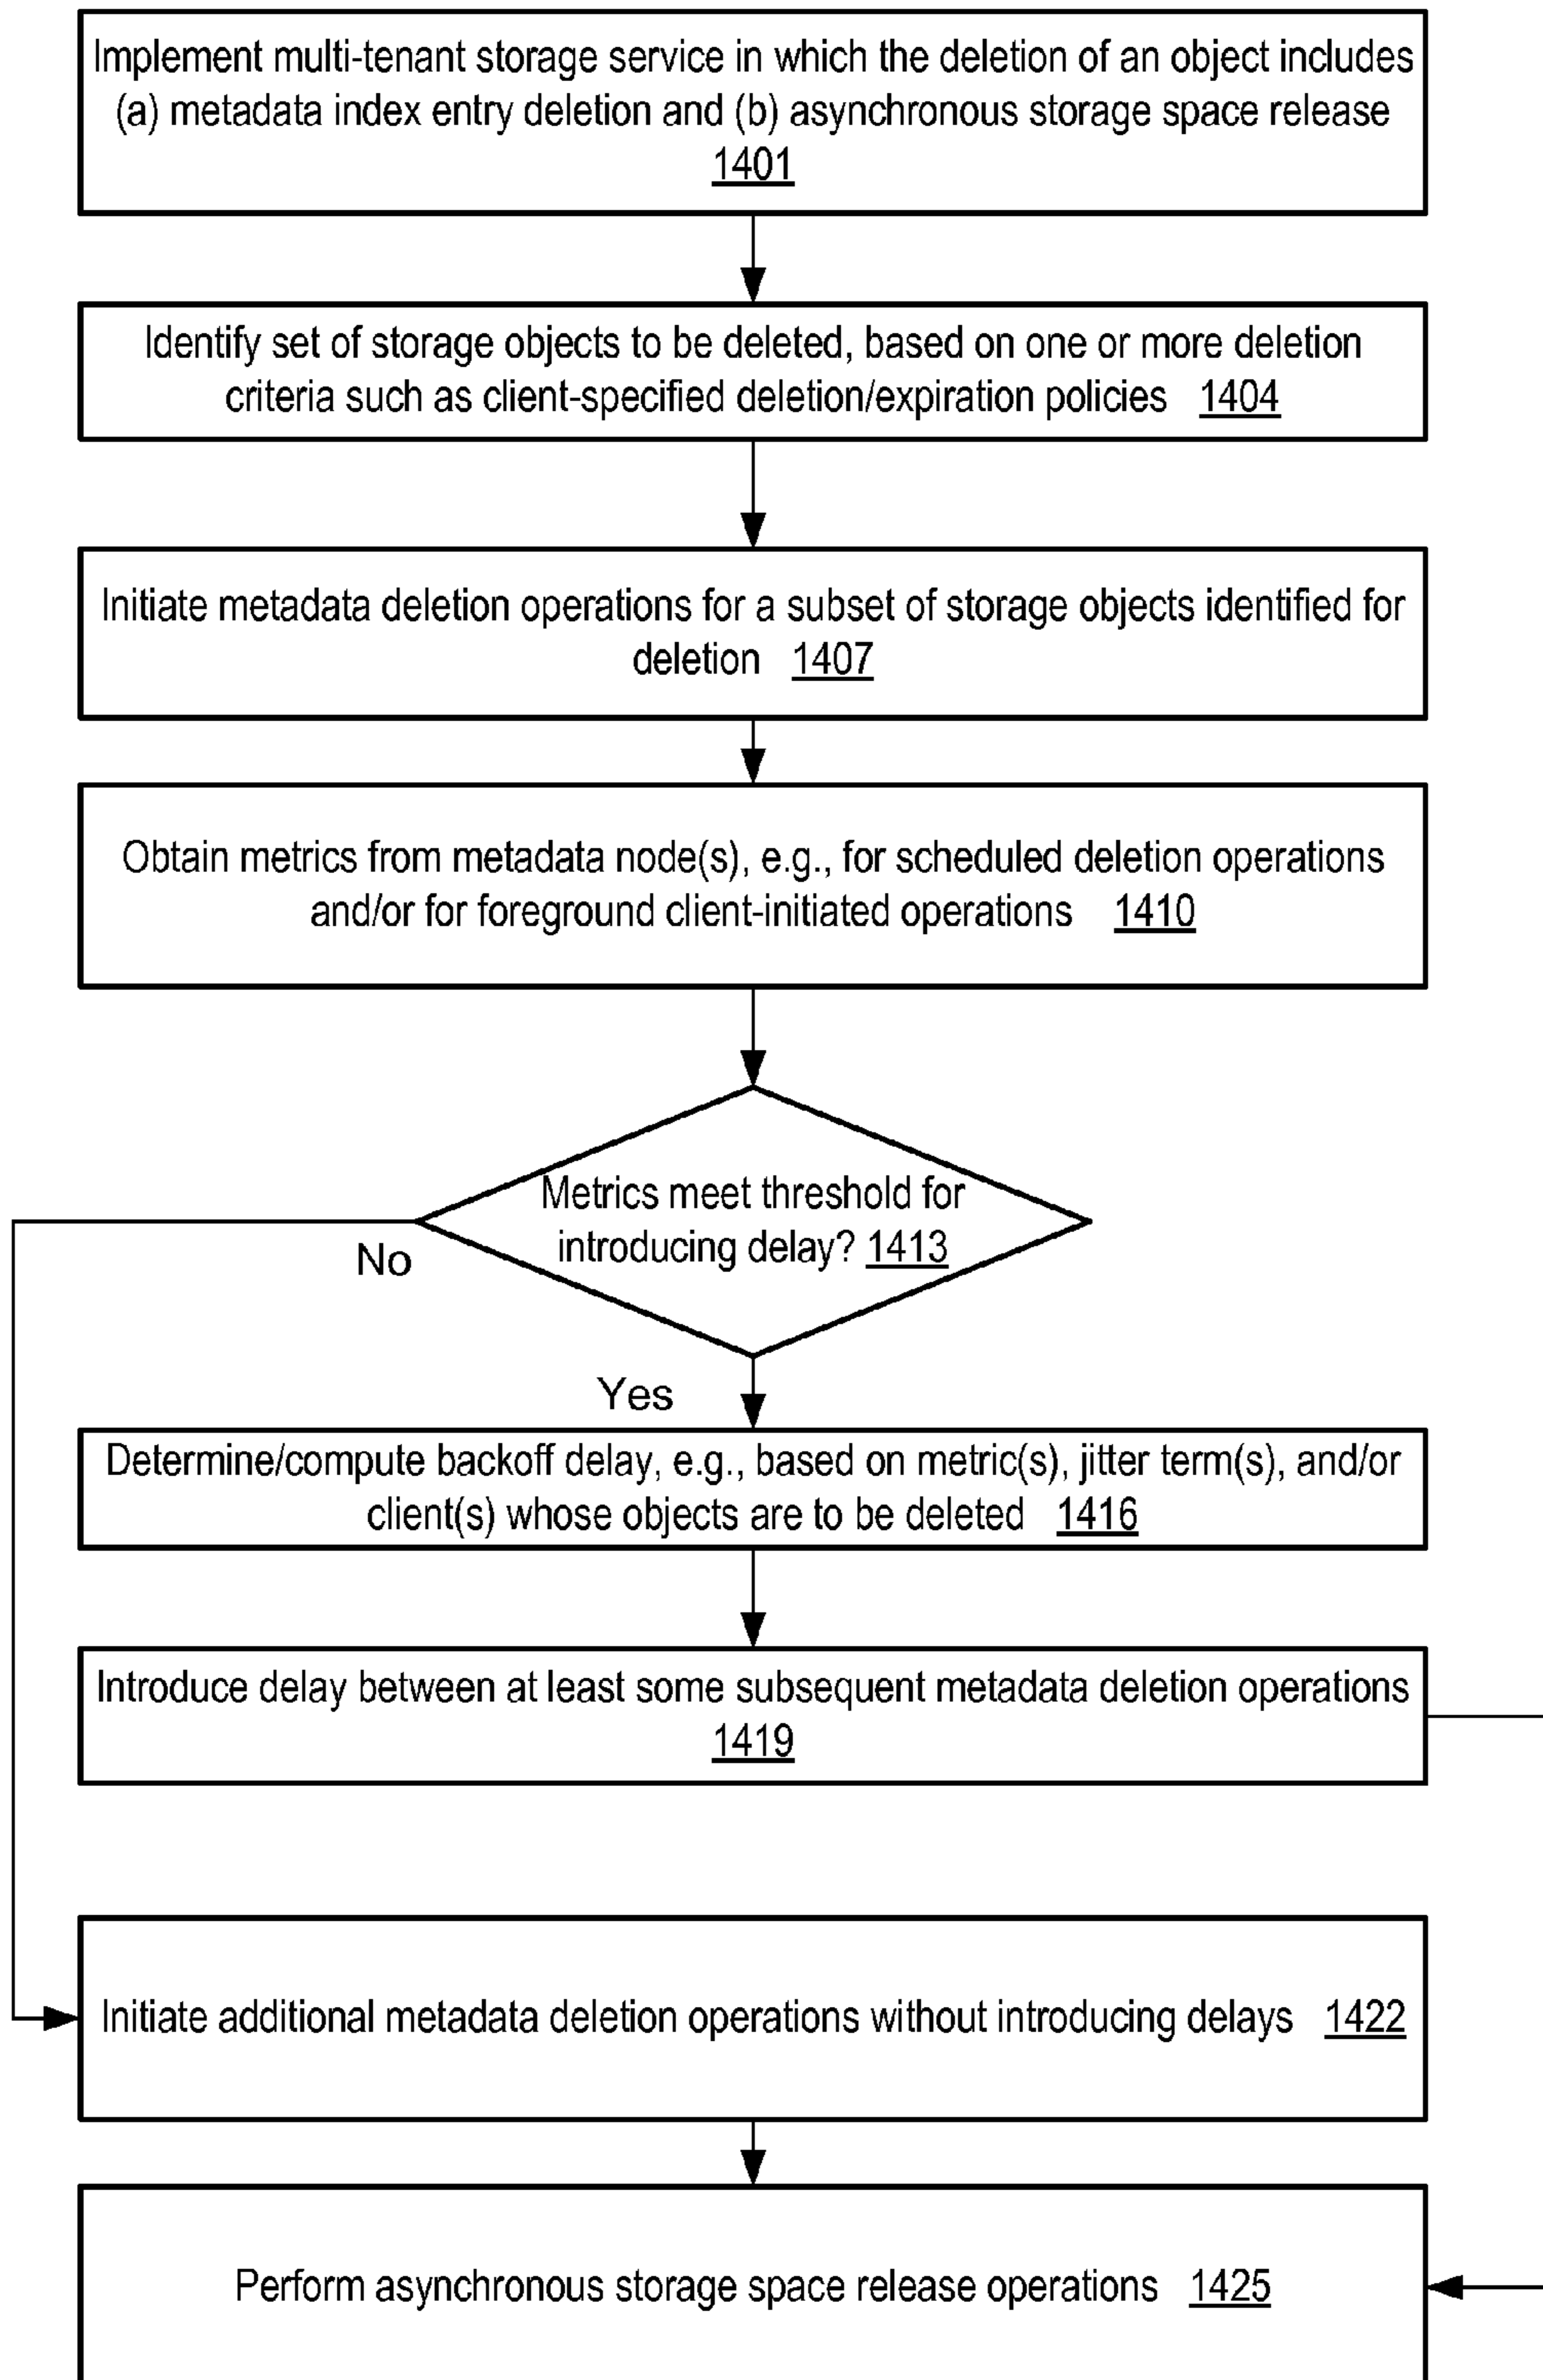 Implement multi-tenant storage service in which the deletion of an object includes
(a) metadata index entry deletion and (b) asynchronous storage space release
1401
Identify set of storage objects to be deleted, based on one or more deletion
criteria such as client-specified deletion/expiration policies 1404
Initiate metadata deletion operations for a subset of storage objects identified for
deletion 1407
Obtain metrics from metadata node(s), e.g., for scheduled deletion operations
and/or for foreground client-initiated operations 1410
Metrics meet threshold for
introducing delay? 1413
No
Yes
Determine/compute backoff delay, e.g., based on metric(s), jitter term(s), and/or
client(s) whose objects are to be deleted 1416
Introduce delay between at least some subsequent metadata deletion operations
1419
Initiate additional metadata deletion operations without introducing delays 1422
Perform asynchronous storage space release operations 1425